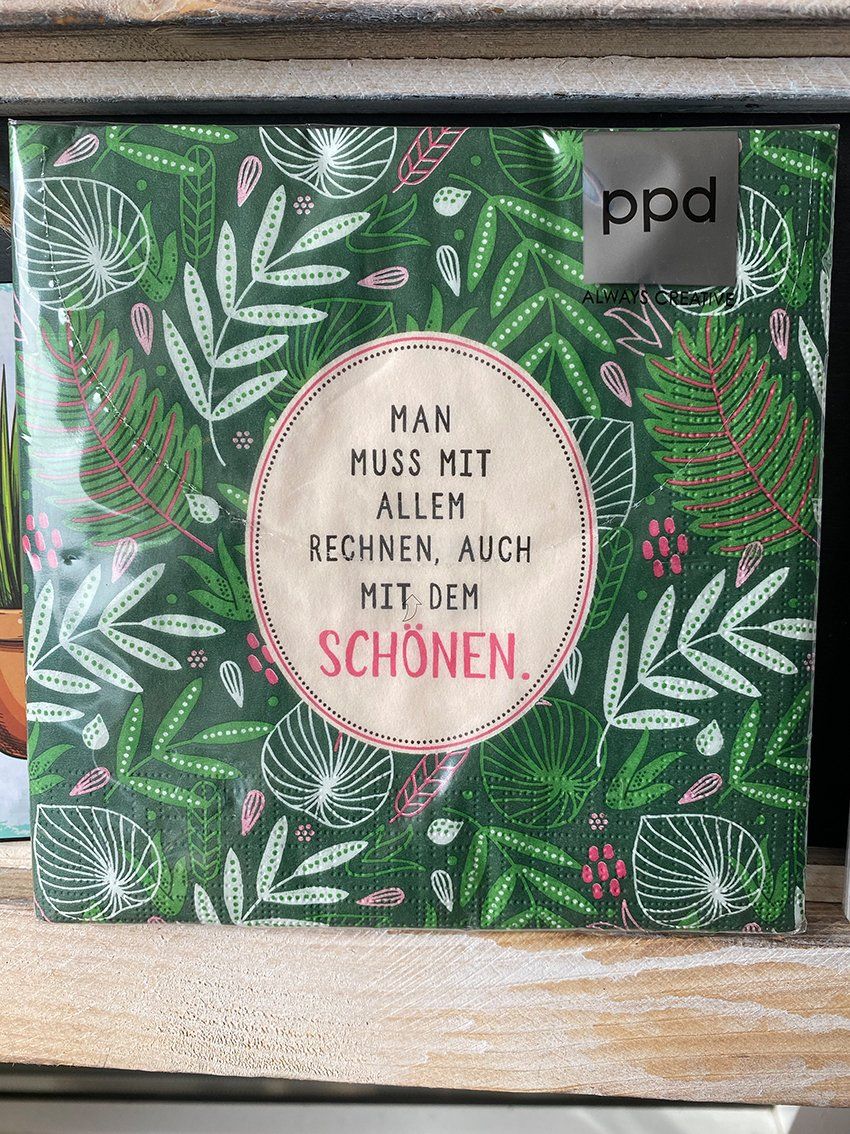 ppd
ALWAYS CREATIVE
MAN
MUSS MIT
ALLEM
RECHNEN, AUCH
MIT DEM
SCHÖNEN.